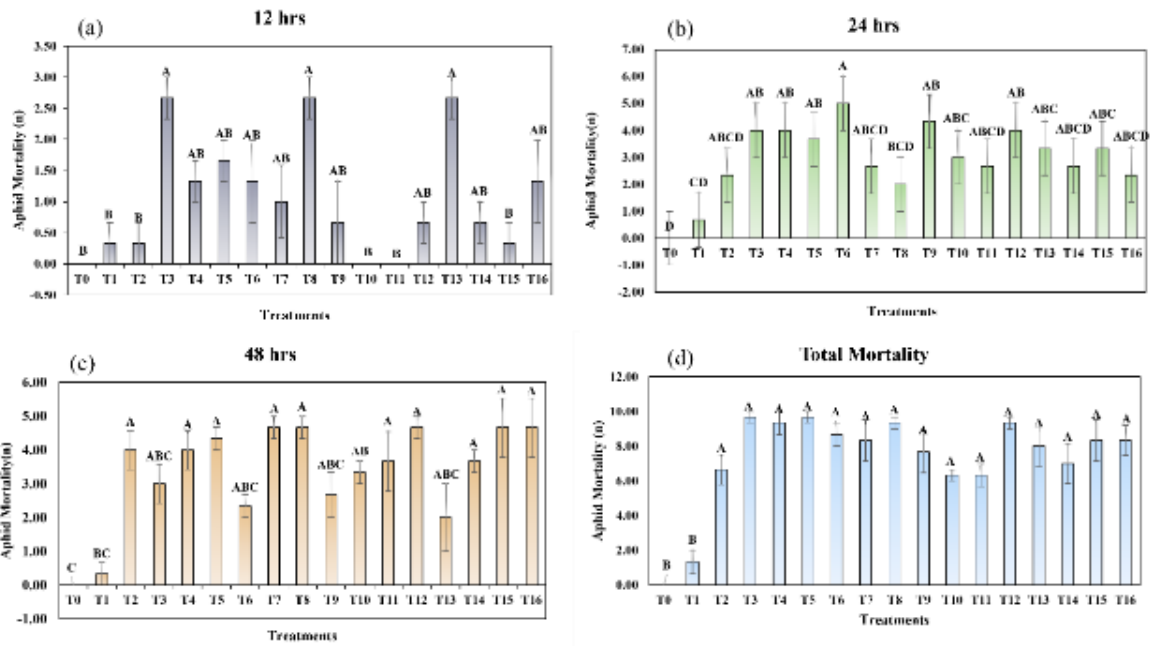 (a)
12 hrs
Aphid Mortality (n)
3.50
3.00
2.50
2.00
1.50
1.00
0.50
0.00
-0.50
B B B A AB AB AB AB A AB B B AB A AB B AB
T0 T1 T2 T3 T4 T5 T6 T7 T8 T9 T10 T11 T12 T13 T14 T15 T16
Treatments
(b)
24 hrs
Aphid Mortality(n)
7.00
6.00
5.00
4.00
3.00
2.00
1.00
0.00
-1.00
-2.00
D CD ABCD AB AB AB A ABCD BCD AB ABC ABCD AB ABC ABCD ABC ABCD
T0 T1 T2 T3 T4 T5 T6 T7 T8 T9 T10 T11 T12 T13 T14 T15 T16
Treatments
(c)
48 hrs
Aphid Mortality(n)
6.00
5.00
4.00
3.00
2.00
1.00
0.00
-1.00
C BC A ABC A A ABC A A ABC AB A A ABC A A A
T0 T1 T2 T3 T4 T5 T6 T7 T8 T9 T10 T11 T12 T13 T14 T15 T16
Treatments
(d)
Total Mortality
Aphid Mortality (n)
12.00
10.00
8.00
6.00
4.00
2.00
0.00
B B A A A A A A A A A A A A A A A
T0 T1 T2 T3 T4 T5 T6 T7 T8 T9 T10 T11 T12 T13 T14 T15 T16
Treatments